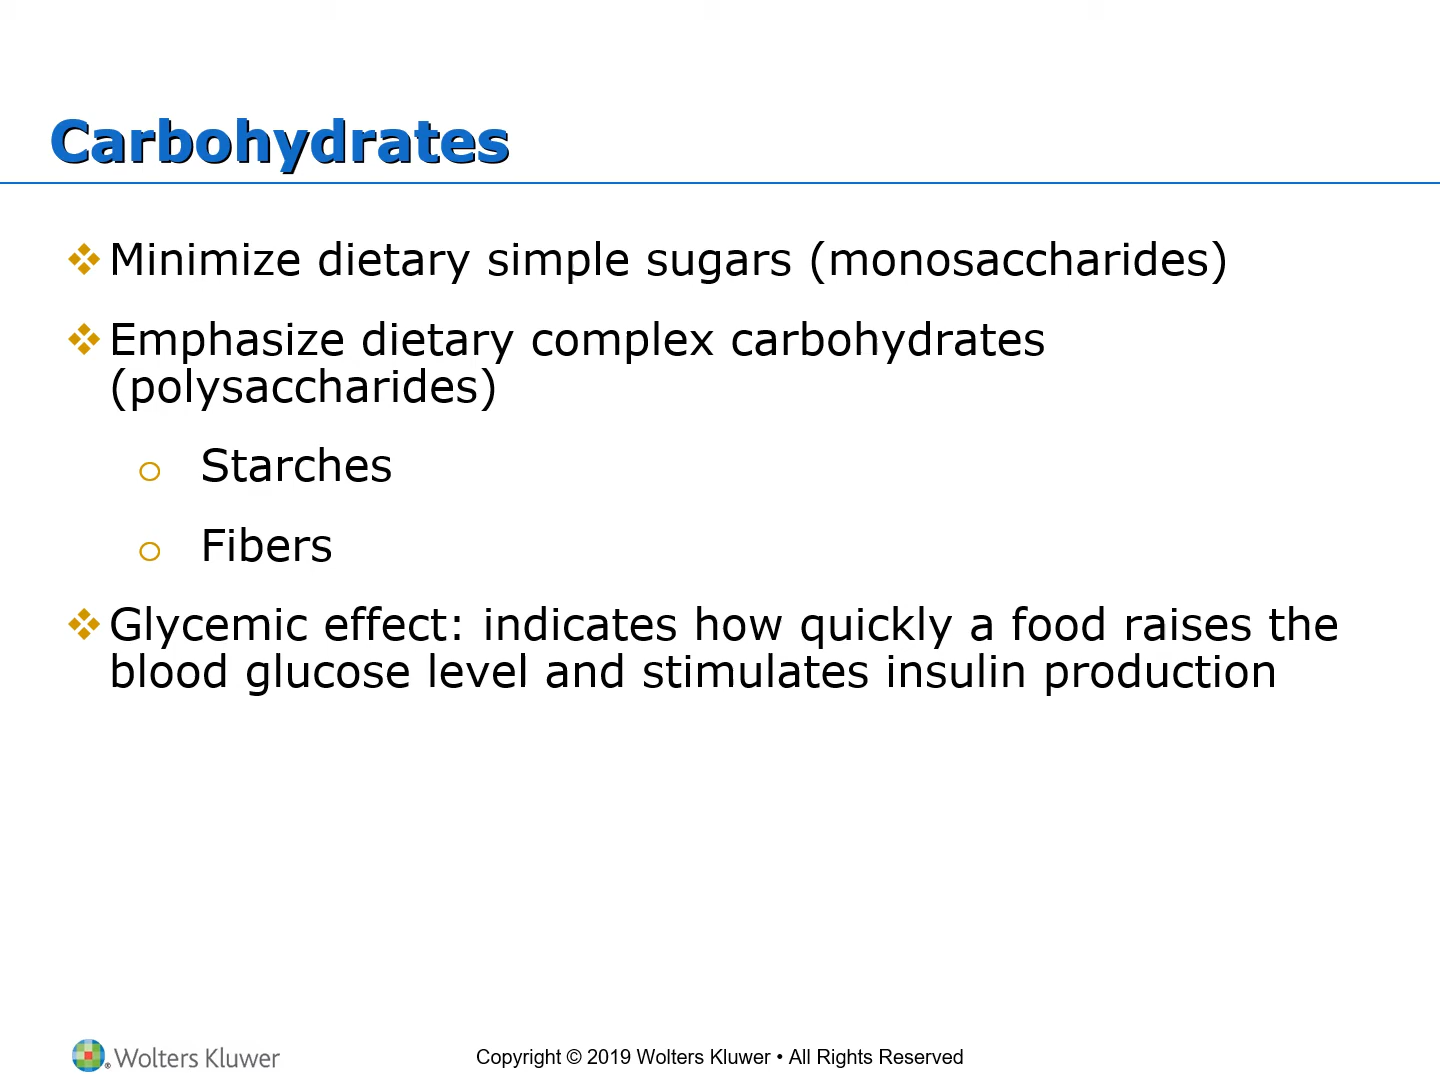 Carbohydrates
❖Minimize dietary simple sugars (monosaccharides)
❖Emphasize dietary complex carbohydrates
(polysaccharides)
o Starches
o Fibers
❖Glycemic effect: indicates how quickly a food raises the
blood glucose level and stimulates insulin production
® Wolters Kluwer
Copyright © 2019 Wolters Kluwer • All Rights Reserved